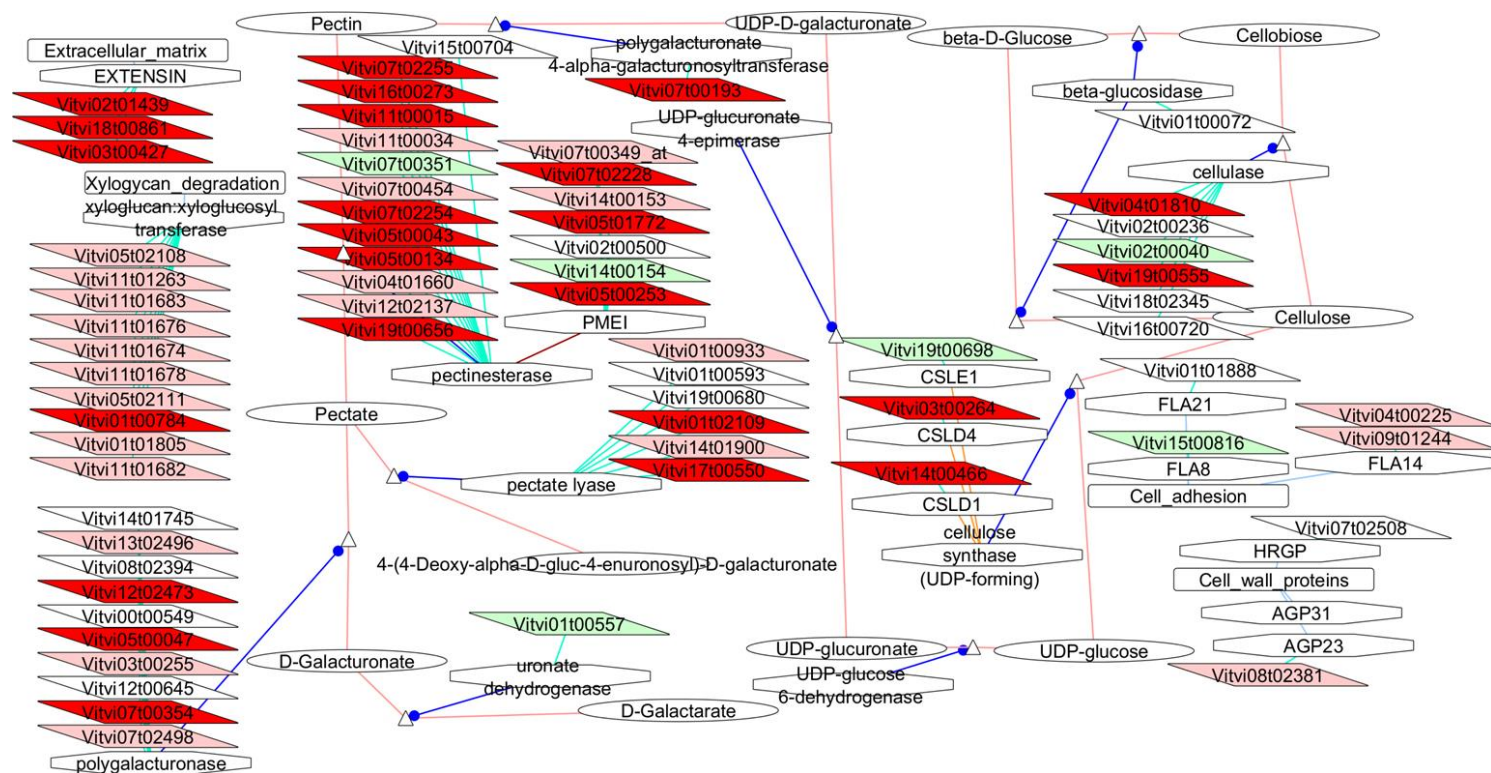 Pectin
UDP-D-galacturonate
beta-D-Glucose
Cellobiose
Extracellular_matrix
EXTENSIN
Vitvi02t01439
Vitvi18t00861
Vitvi03t00427
Xylogycan_degradation
xyloglucan:xyloglucosyl
transferase
Vitvi05t02108
Vitvi11t01263
Vitvi11t01683
Vitvi11t01676
Vitvi11t01674
Vitvi11t01678
Vitvi05t02111
Vitvi01t00784
Vitvi01t01805
Vitvi11t01682
Vitvi14t01745
Vitvi13t02496
Vitvi08t02394
Vitvi12t02473
Vitvi00t00549
Vitvi05t00047
Vitvi03t00255
Vitvi12t00645
Vitvi07t00354
Vitvi07t02498
polygalacturonase
Vitvi15t00704
Vitvi07t02255
Vitvi16t00273
Vitvi11t00015
Vitvi11t00034
Vitvi07t00351
Vitvi07t00454
Vitvi07t02254
Vitvi05t00043
Vitvi05t00134
Vitvi04t01660
Vitvi12t02137
Vitvi19t00656
pectinesterase
Pectate
polygalacturonate
4-alpha-galacturonosyltransferase
Vitvi07t00193
UDP-glucuronate
4-epimerase
Vitvi07t00349_at
Vitvi07t02228
Vitvi14t00153
Vitvi05t01772
Vitvi02t00500
Vitvi14t00154
Vitvi05t00253
PMEI
Vitvi01t00933
Vitvi01t00593
Vitvi19t00680
Vitvi01t02109
Vitvi14t01900
Vitvi17t00550
pectate lyase
4-(4-Deoxy-alpha-D-gluc-4-enuronosyl)-D-galacturonate
Vitvi01t00557
D-Galacturonate
uronate
dehydrogenase
D-Galactarate
beta-glucosidase
Vitvi01t00072
cellulase
Vitvi04t01810
Vitvi02t00236
Vitvi02t00040
Vitvi19t00555
Vitvi18t02345
Vitvi16t00720
Cellulose
Vitvi19t00698
CSLE1
Vitvi03t00264
CSLD4
Vitvi14t00466
CSLD1
cellulose
synthase
(UDP-forming)
Vitvi01t01888
FLA21
Vitvi15t00816
FLA8
Cell_adhesion
Vitvi04t00225
Vitvi09t01244
FLA14
Vitvi07t02508
HRGP
Cell_wall_proteins
AGP31
AGP23
Vitvi08t02381
UDP-glucuronate
UDP-glucose
UDP-glucose
6-dehydrogenase